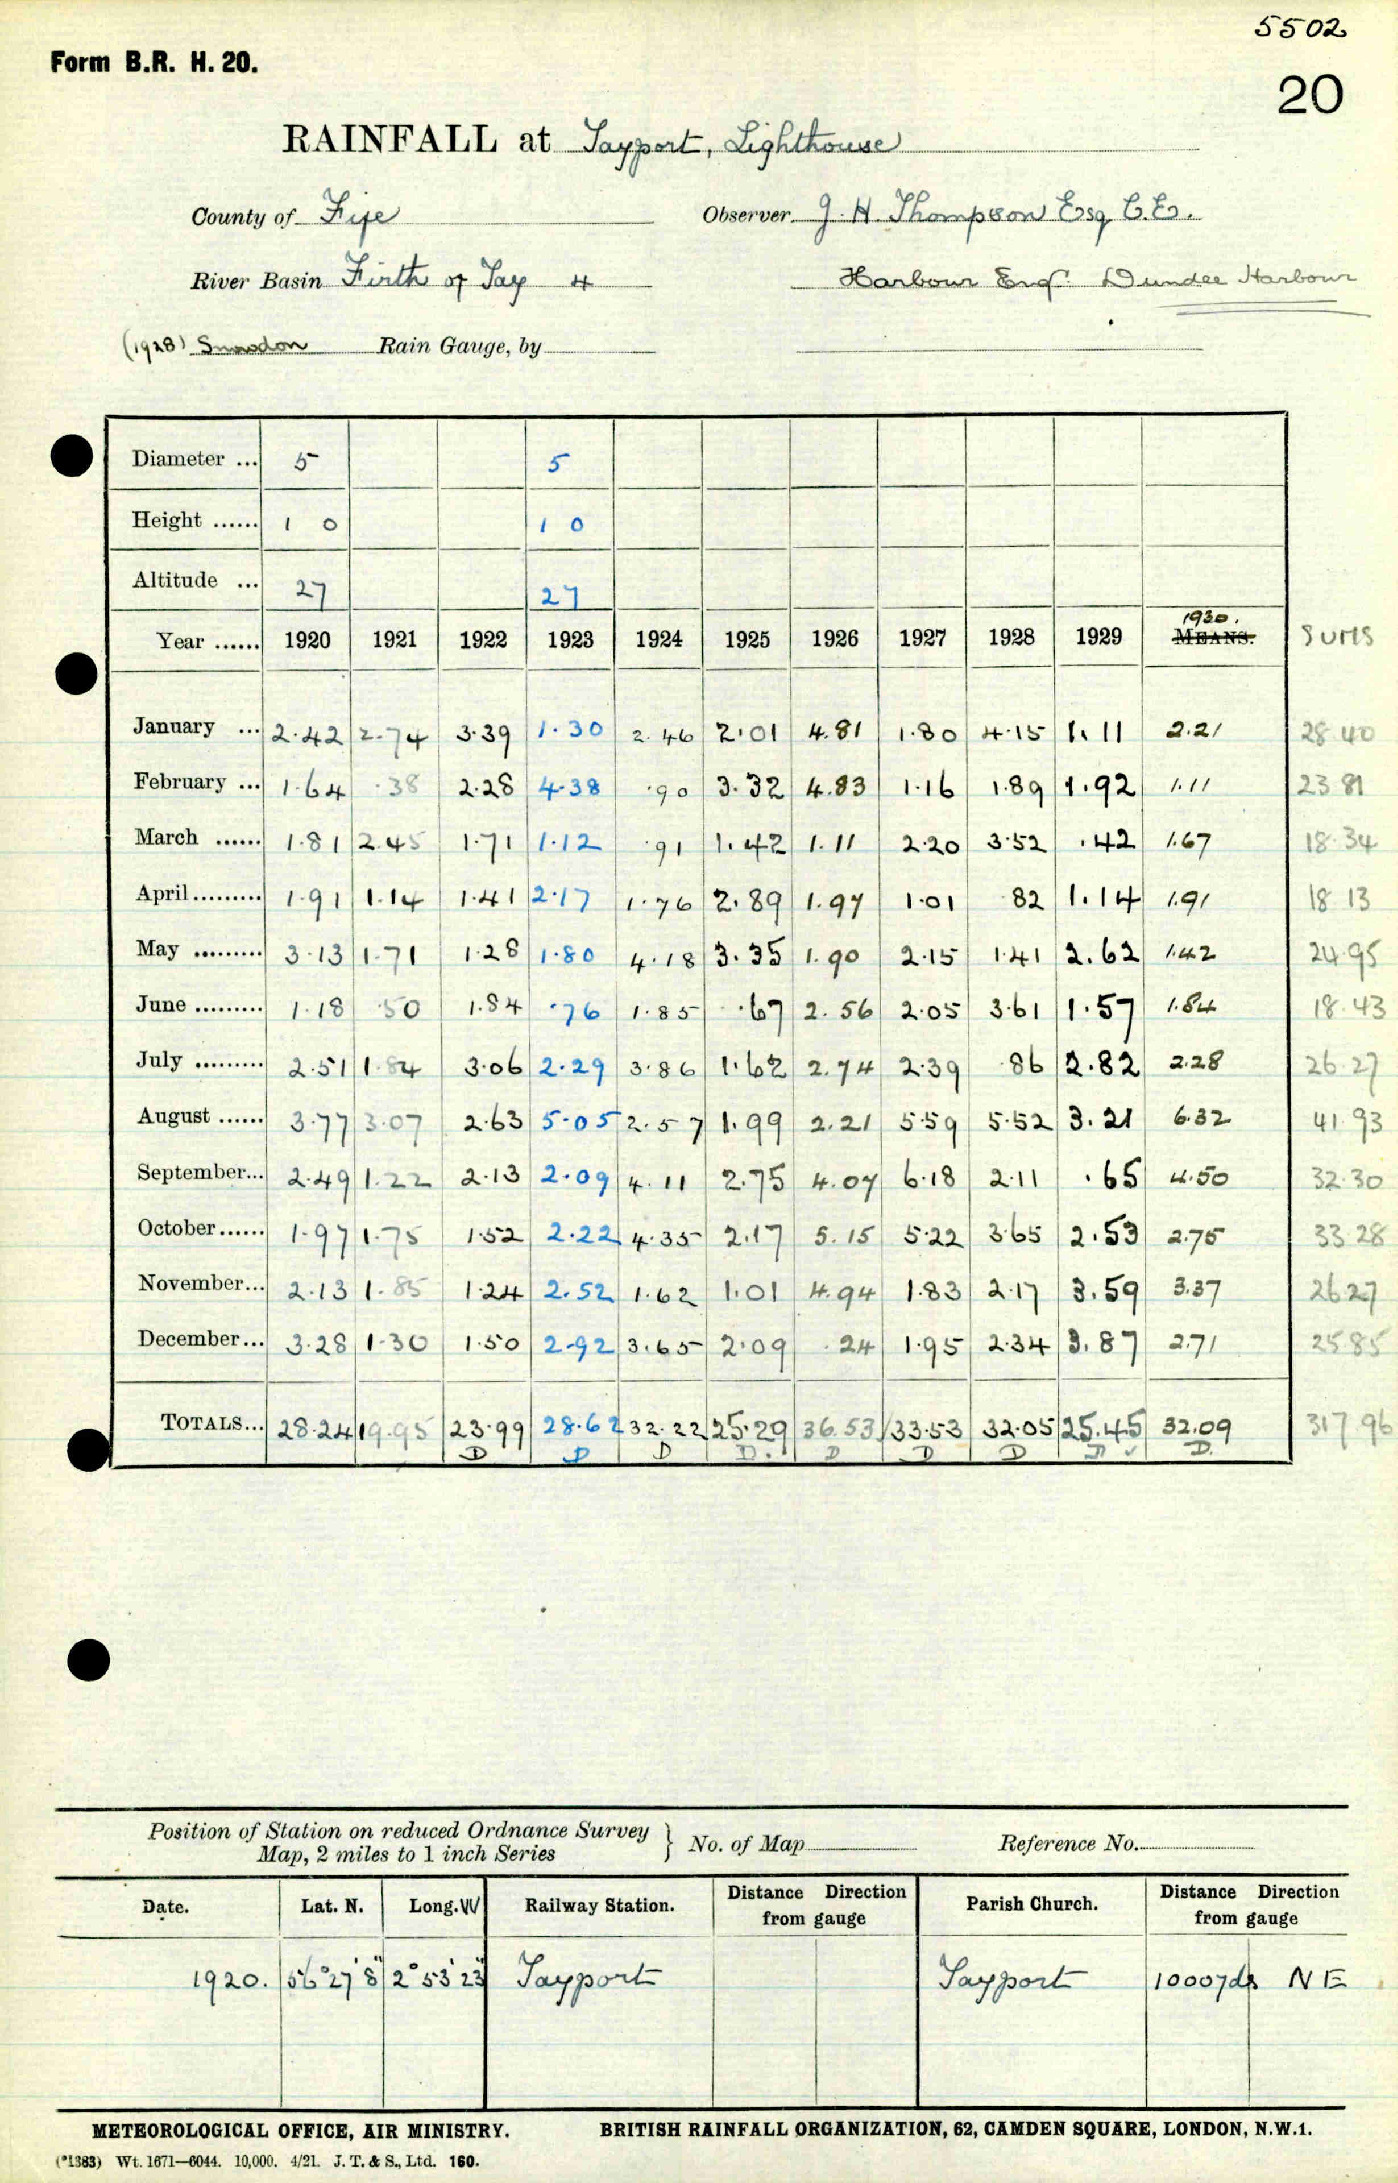 5502
Form B.R. H. 20.
20
RAINFALL at Tayport, Lighthouse
County of Fife Observer J. H. Thompson Esq C.E.
River Basin Firth of Tay 4 Harbour Engr. Dundee Harbour
(1928) Snowdon Rain Gauge, by
Diameter ... 5 5
Height ...... 1 0 1 0
Altitude ... 27 27
1930.
Year ...... 1920 1921 1922 1923 1924 1925 1926 1927 1928 1929 MEANS. SUMS
January ... 2.42 2.74 3.39 1.30 2.46 2.01 4.81 1.80 4.15 1.11 2.21 28.40
February ... 1.64 .38 2.28 4.38 .90 3.32 4.83 1.16 1.89 1.92 1.11 23 81
March ...... 1.81 2.45 1.71 1.12 .91 1.42 1.11 2.20 3.52 .42 1.67 18.34
April......... 1.91 1.14 1.41 2.17 1.76 2.89 1.97 1.01 .82 1.14 1.91 18 13
May ......... 3.13 1.71 1.28 1.80 4.18 3.35 1.90 2.15 1.41 2.62 1.42 24.95
June ......... 1.18 .50 1.84 .76 1.85 .67 2.56 2.05 3.61 1.57 1.84 18.43
July ......... 2.51 1.84 3.06 2.29 3.86 1.62 2.74 2.39 .86 2.82 2.28 26.27
August ...... 3.77 3.07 2.63 5.05 2.57 1.99 2.21 5.59 5.52 3.21 6.32 41.93
September... 2.49 1.22 2.13 2.09 4.11 2.75 4.07 6.18 2.11 .65 4.50 32.30
October...... 1.97 1.75 1.52 2.22 4.35 2.17 5.15 5.22 3.65 2.53 2.75 33.28
November... 2.13 1.85 1.24 2.52 1.62 1.01 4.94 1.83 2.17 3.59 3.37 26.27
December... 3.28 1.30 1.50 2.92 3.65 2.09 .24 1.95 2.34 3.87 2.71 25.85
TOTALS... 28.24 19.95 23.99 28.62 32.22 25.29 36.53 33.53 32.05 25.45 32.09 317.96
D D D D. D D D D D.
Position of Station on reduced Ordnance Survey
Map, 2 miles to 1 inch Series } No. of Map Reference No.
Date. Lat. N. Long. W Railway Station. Distance Direction from gauge Parish Church. Distance Direction from gauge
1920. 56°27'8" 2°53'23" Tayport Tayport 1000yds NE
METEOROLOGICAL OFFICE, AIR MINISTRY. BRITISH RAINFALL ORGANIZATION, 62, CAMDEN SQUARE, LONDON, N.W.1.
(*1383) Wt. 1671—6044. 10,000. 4/21. J. T. & S., Ltd. 160.